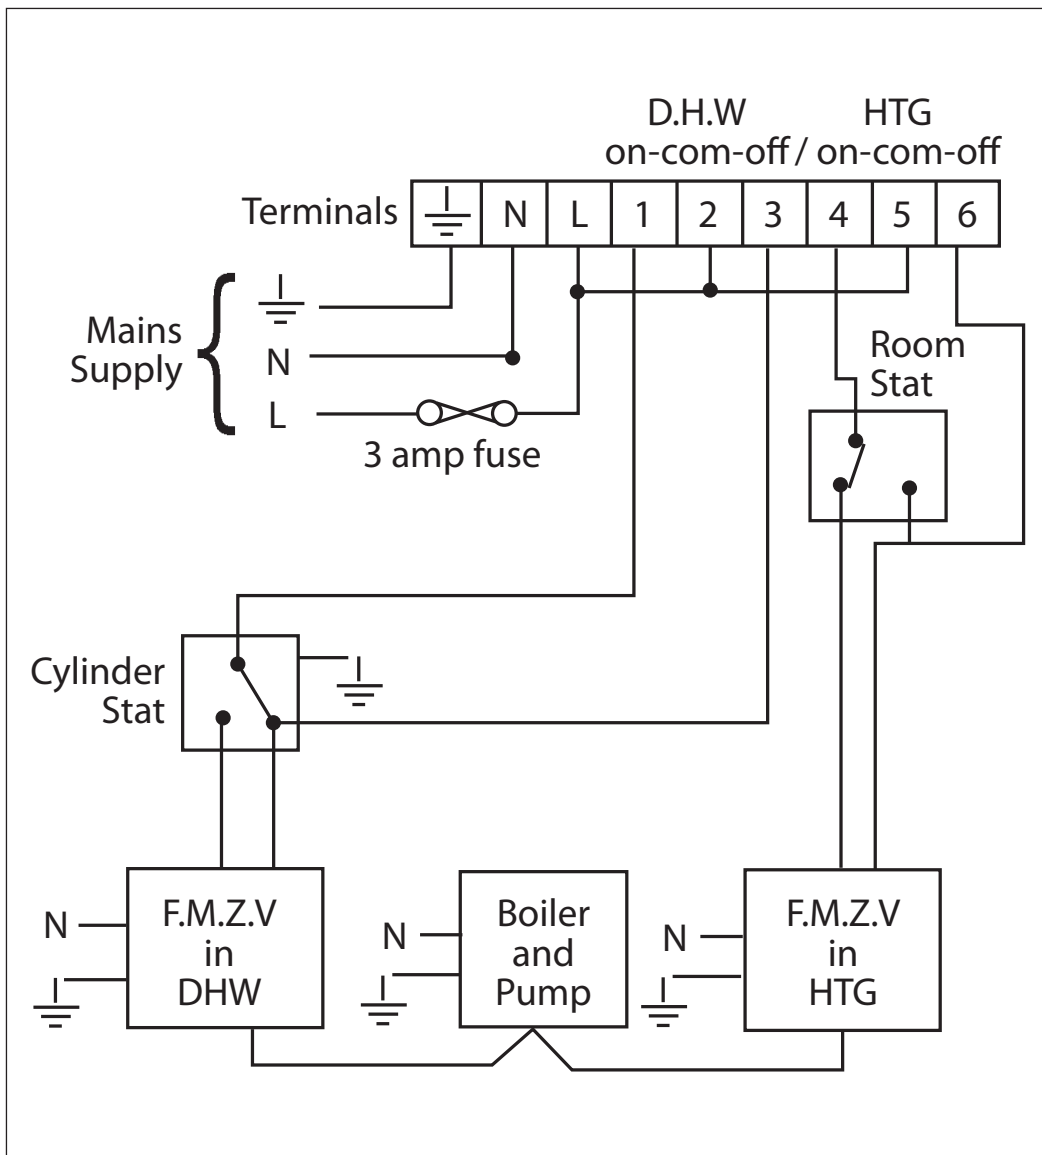 D.H.W HTG
on-com-off / on-com-off
Terminals N L 1 2 3 4 5 6
Mains
Supply
N
L
3 amp fuse
Room
Stat
Cylinder
Stat
N
F.M.Z.V
in
DHW
N
Boiler
and
Pump
N
F.M.Z.V
in
HTG